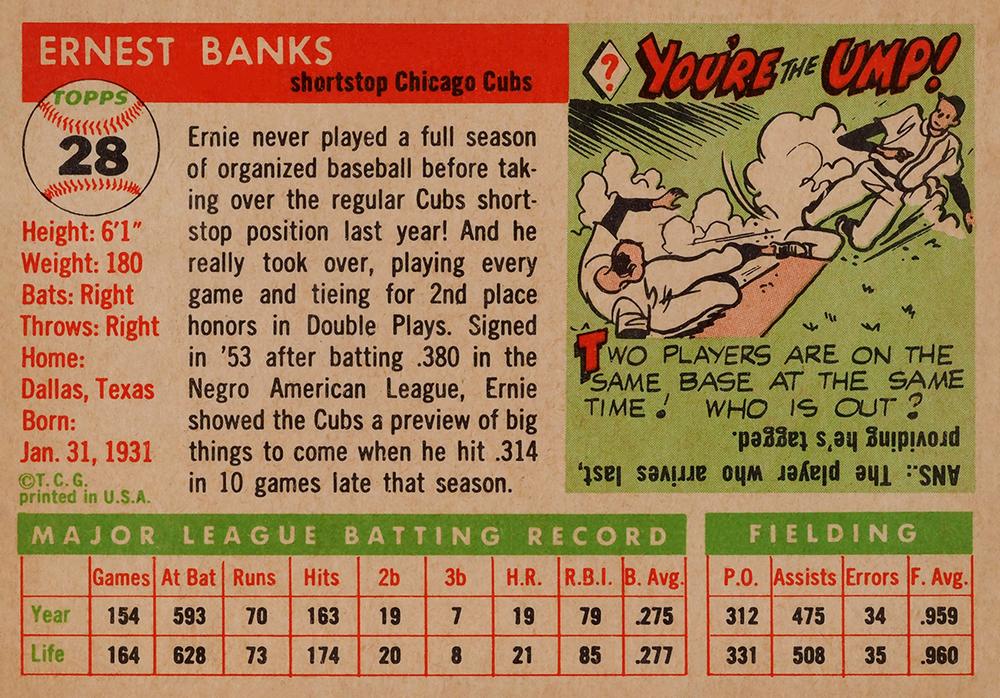 ERNEST BANKS
shortstop Chicago Cubs
TOPPS
28
Height: 6'1"
Weight: 180
Bats: Right
Throws: Right
Home:
Dallas, Texas
Born:
Jan. 31, 1931
©T. C. G.
printed in U.S.A.
Ernie never played a full season
of organized baseball before tak-
ing over the regular Cubs short-
stop position last year! And he
really took over, playing every
game and tieing for 2nd place
honors in Double Plays. Signed
in '53 after batting .380 in the
Negro American League, Ernie
showed the Cubs a preview of big
things to come when he hit .314
in 10 games late that season.
? YOU'RE THE UMP!
TWO PLAYERS ARE ON THE
SAME BASE AT THE SAME
TIME! WHO IS OUT?
ANS.: The player who arrives last,
providing he's tagged.
MAJOR LEAGUE BATTING RECORD
Games At Bat Runs Hits 2b 3b H.R. R.B.I. B. Avg.
Year 154 593 70 163 19 7 19 79 .275
Life 164 628 73 174 20 8 21 85 .277
FIELDING
P.O. Assists Errors F. Avg.
312 475 34 .959
331 508 35 .960